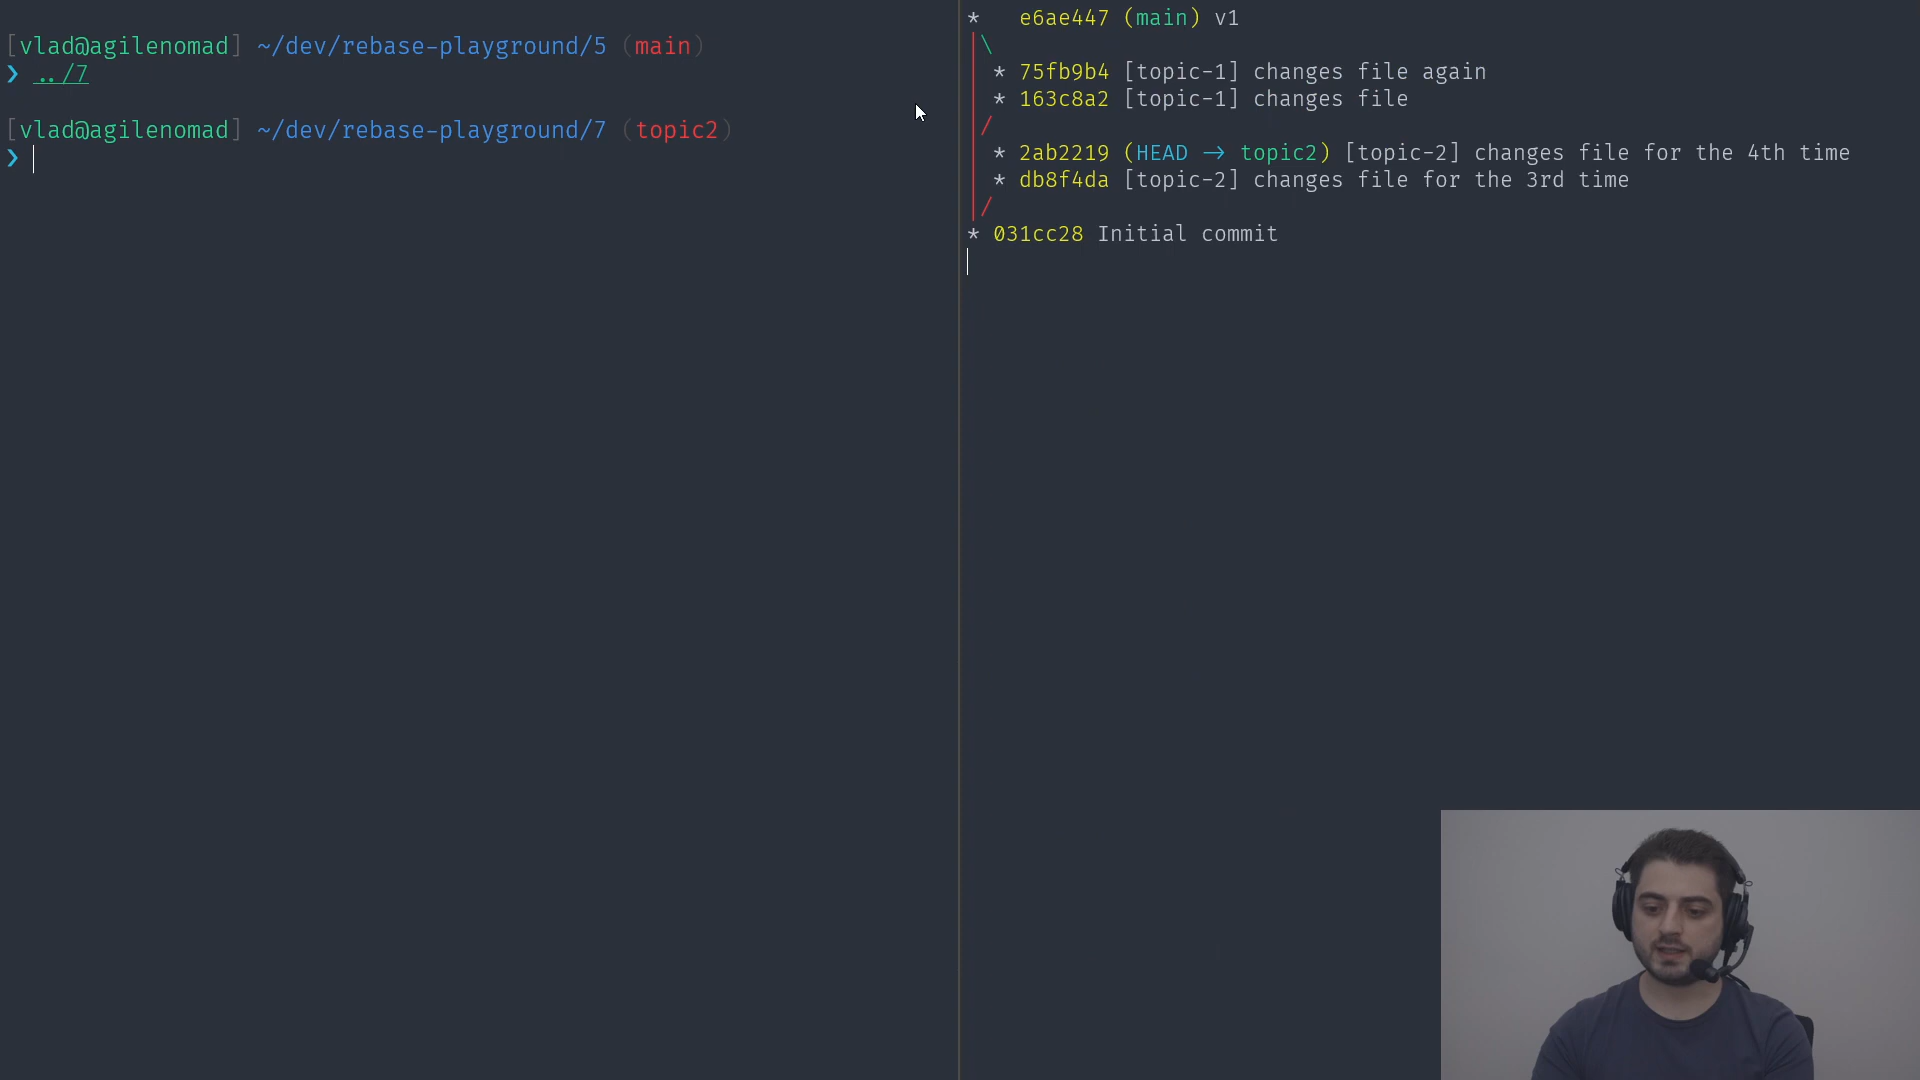 [vlad@agilenomad] ~/dev/rebase-playground/5 (main)
❯ ../7
[vlad@agilenomad] ~/dev/rebase-playground/7 (topic2)
❯
* e6ae447 (main) v1
|\
* 75fb9b4 [topic-1] changes file again
* 163c8a2 [topic-1] changes file
|/
* 2ab2219 (HEAD -> topic2) [topic-2] changes file for the 4th time
* db8f4da [topic-2] changes file for the 3rd time
|/
* 031cc28 Initial commit